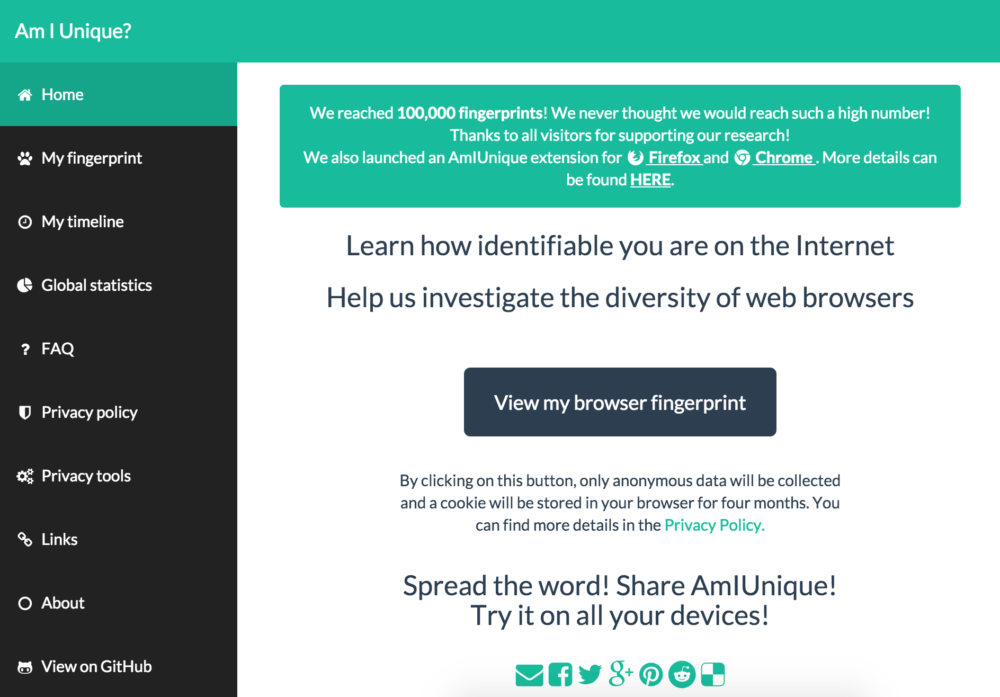 Am I Unique?
Home
My fingerprint
My timeline
Global statistics
FAQ
Privacy policy
Privacy tools
Links
About
View on GitHub
We reached 100,000 fingerprints! We never thought we would reach such a high number!
Thanks to all visitors for supporting our research!
We also launched an AmIUnique extension for Firefox and Chrome . More details can
be found HERE.
Learn how identifiable you are on the Internet
Help us investigate the diversity of web browsers
View my browser fingerprint
By clicking on this button, only anonymous data will be collected
and a cookie will be stored in your browser for four months. You
can find more details in the Privacy Policy.
Spread the word! Share AmIUnique!
Try it on all your devices!